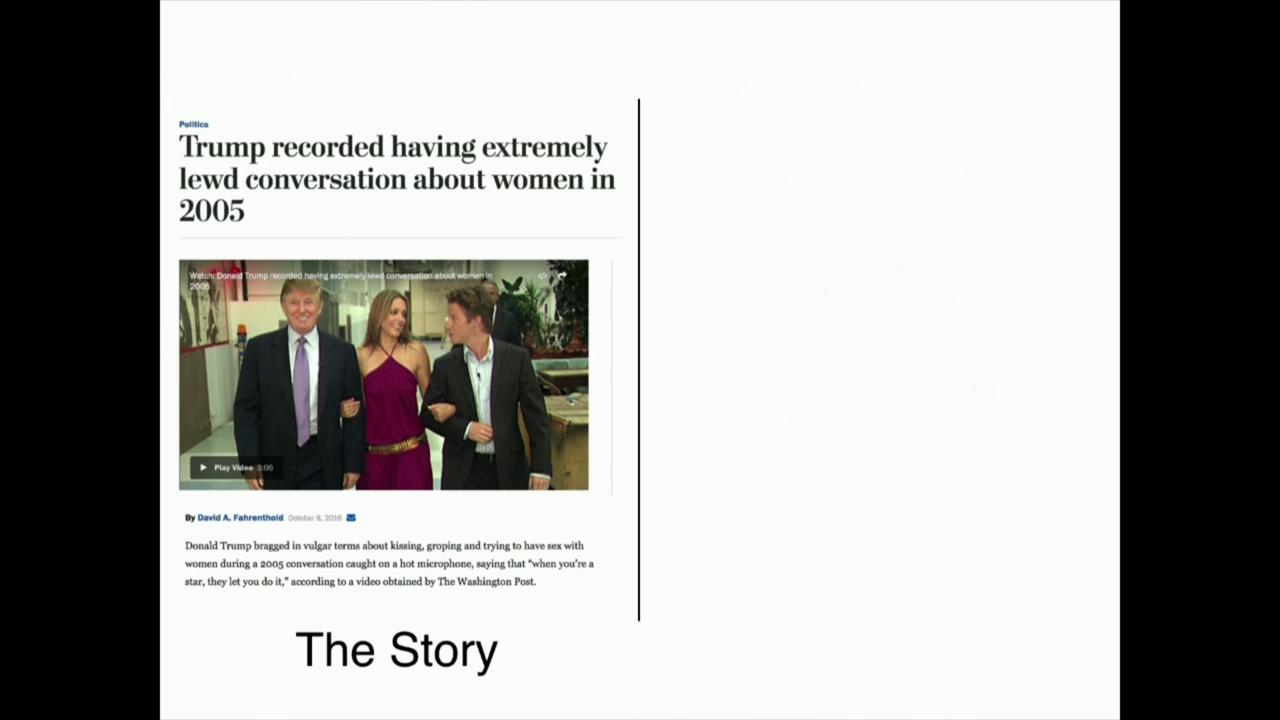 Politics
Trump recorded having extremely
lewd conversation about women in
2005
Watch: Donald Trump recorded having extremely lewd conversation about women in
2005
Play Video 3:06
By David A. Fahrenthold October 8, 2016
Donald Trump bragged in vulgar terms about kissing, groping and trying to have sex with
women during a 2005 conversation caught on a hot microphone, saying that “when you're a
star, they let you do it,” according to a video obtained by The Washington Post.
The Story